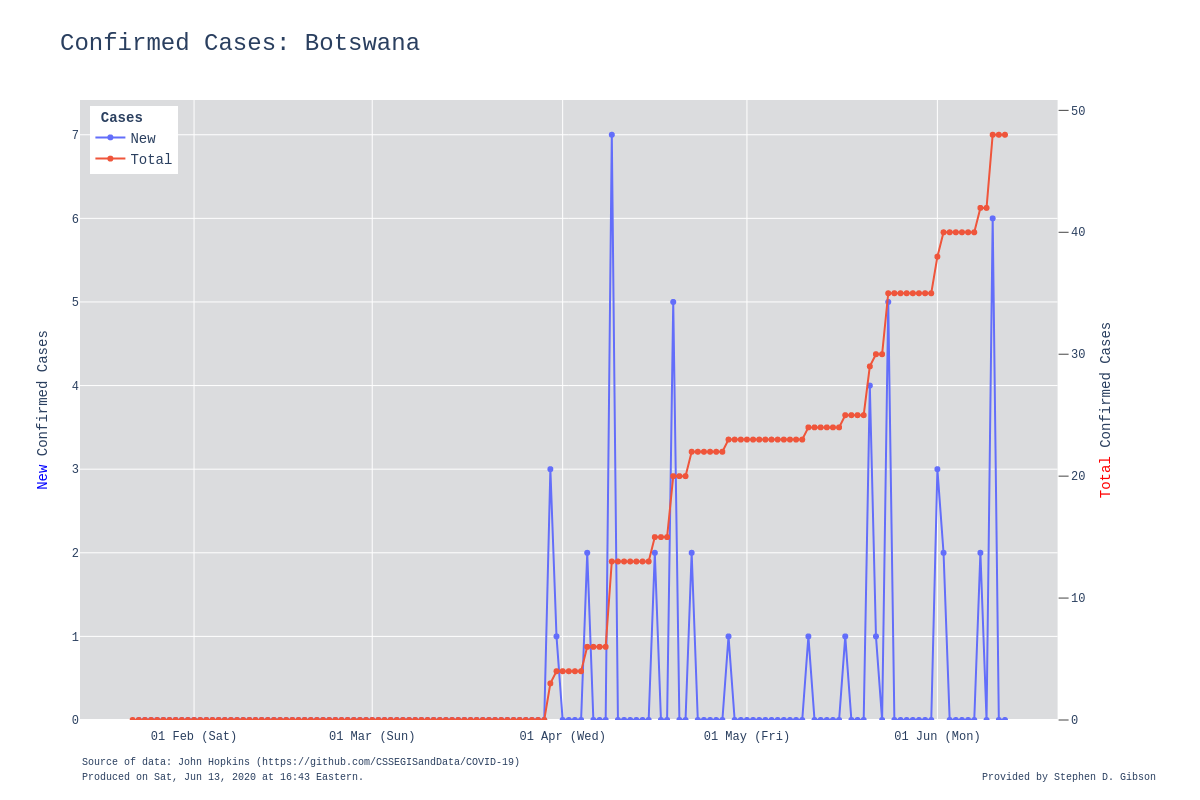 Confirmed Cases: Botswana
Cases
New
Total
7
6
5
4
3
2
1
0
50
40
30
20
10
0
New Confirmed Cases
Total Confirmed Cases
01 Feb (Sat)
01 Mar (Sun)
01 Apr (Wed)
01 May (Fri)
01 Jun (Mon)
Source of data: John Hopkins (https://github.com/CSSEGISandData/COVID-19)
Produced on Sat, Jun 13, 2020 at 16:43 Eastern.
Provided by Stephen D. Gibson